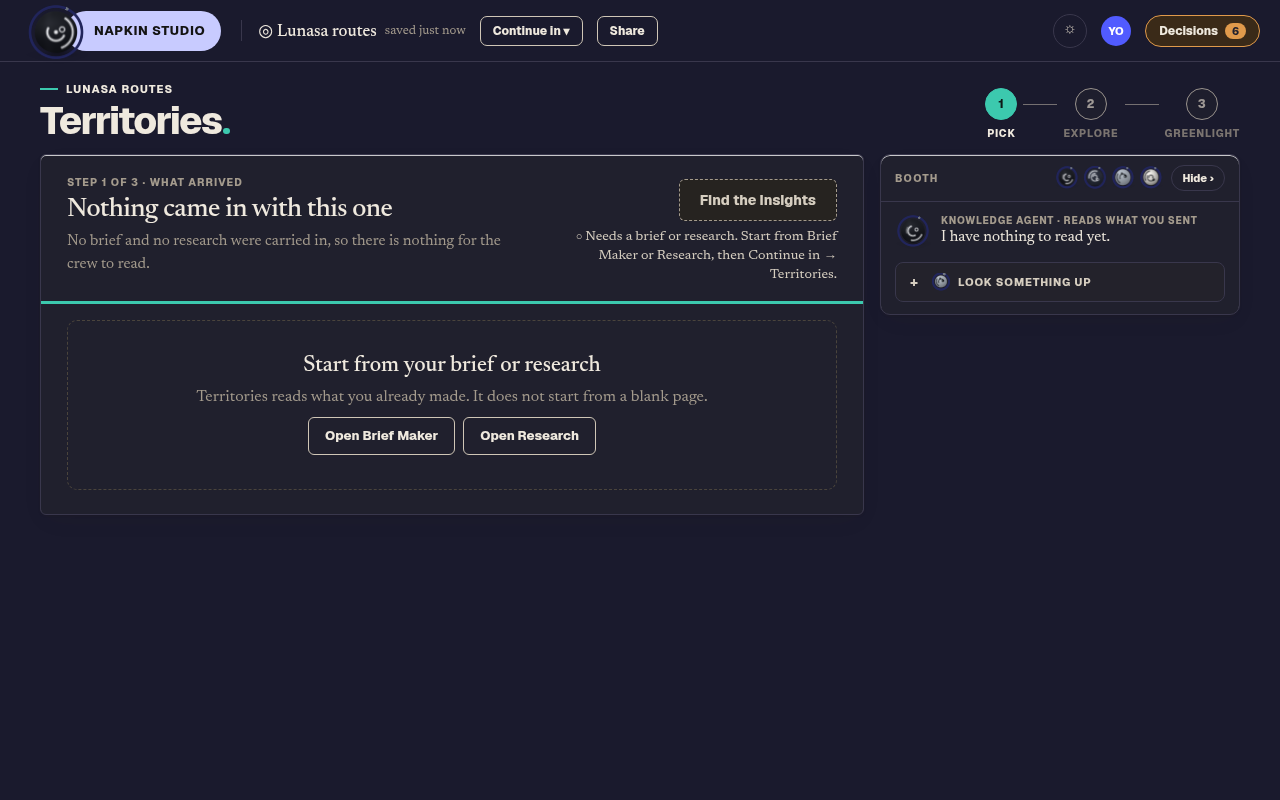 NAPKIN STUDIO
◎ Lunasa routes saved just now
Continue in ▾
Share
☼
YO
Decisions 6
LUNASA ROUTES
Territories.
1
PICK
2
EXPLORE
3
GREENLIGHT
STEP 1 OF 3 · WHAT ARRIVED
Nothing came in with this one
No brief and no research were carried in, so there is nothing for the
crew to read.
Find the Insights
○ Needs a brief or research. Start from Brief
Maker or Research, then Continue in →
Territories.
Start from your brief or research
Territories reads what you already made. It does not start from a blank page.
Open Brief Maker
Open Research
BOOTH
Hide ›
KNOWLEDGE AGENT · READS WHAT YOU SENT
I have nothing to read yet.
+ LOOK SOMETHING UP